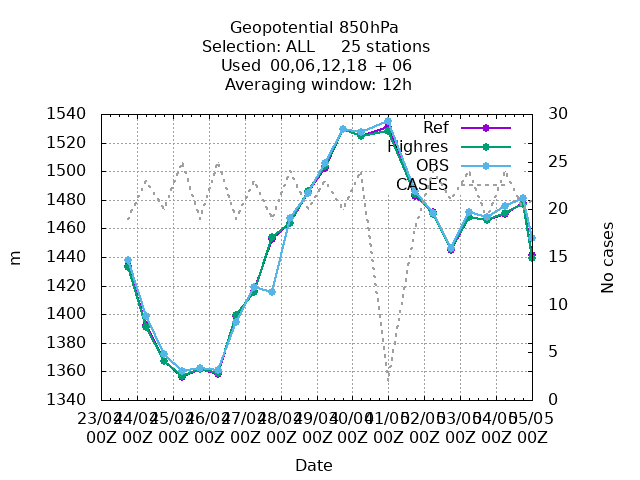 Geopotential 850hPa
Selection: ALL 25 stations
Used 00,06,12,18 + 06
Averaging window: 12h
1540 30
1520 Ref
Highres
1500 25
OBS
CASES
1480 20
1460
1440 15
1420
1400 10
1380
1360 5
1340 0
m
No cases
23/04 24/04 25/04 26/04 27/04 28/04 29/04 30/04 01/05 02/05 03/05 04/05 05/05
00Z 00Z 00Z 00Z 00Z 00Z 00Z 00Z 00Z 00Z 00Z 00Z 00Z
Date